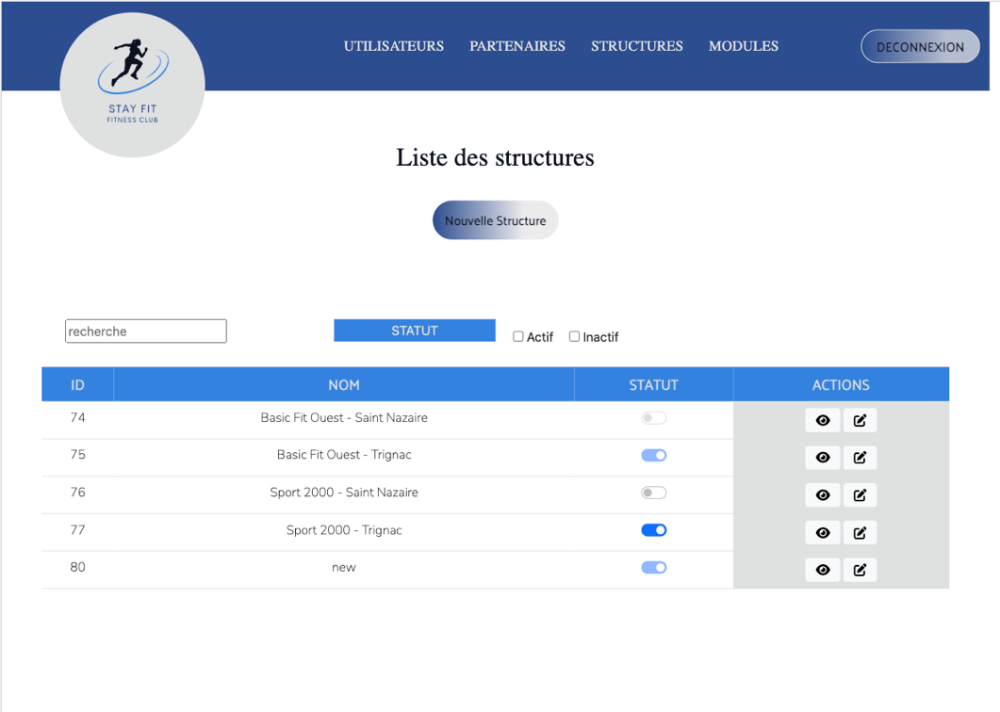 UTILISATEURS PARTENAIRES STRUCTURES MODULES DECONNEXION
STAY FIT
FITNESS CLUB
Liste des structures
Nouvelle Structure
recherche STATUT Actif Inactif
ID NOM STATUT ACTIONS
74 Basic Fit Ouest - Saint Nazaire
75 Basic Fit Ouest - Trignac
76 Sport 2000 - Saint Nazaire
77 Sport 2000 - Trignac
80 new